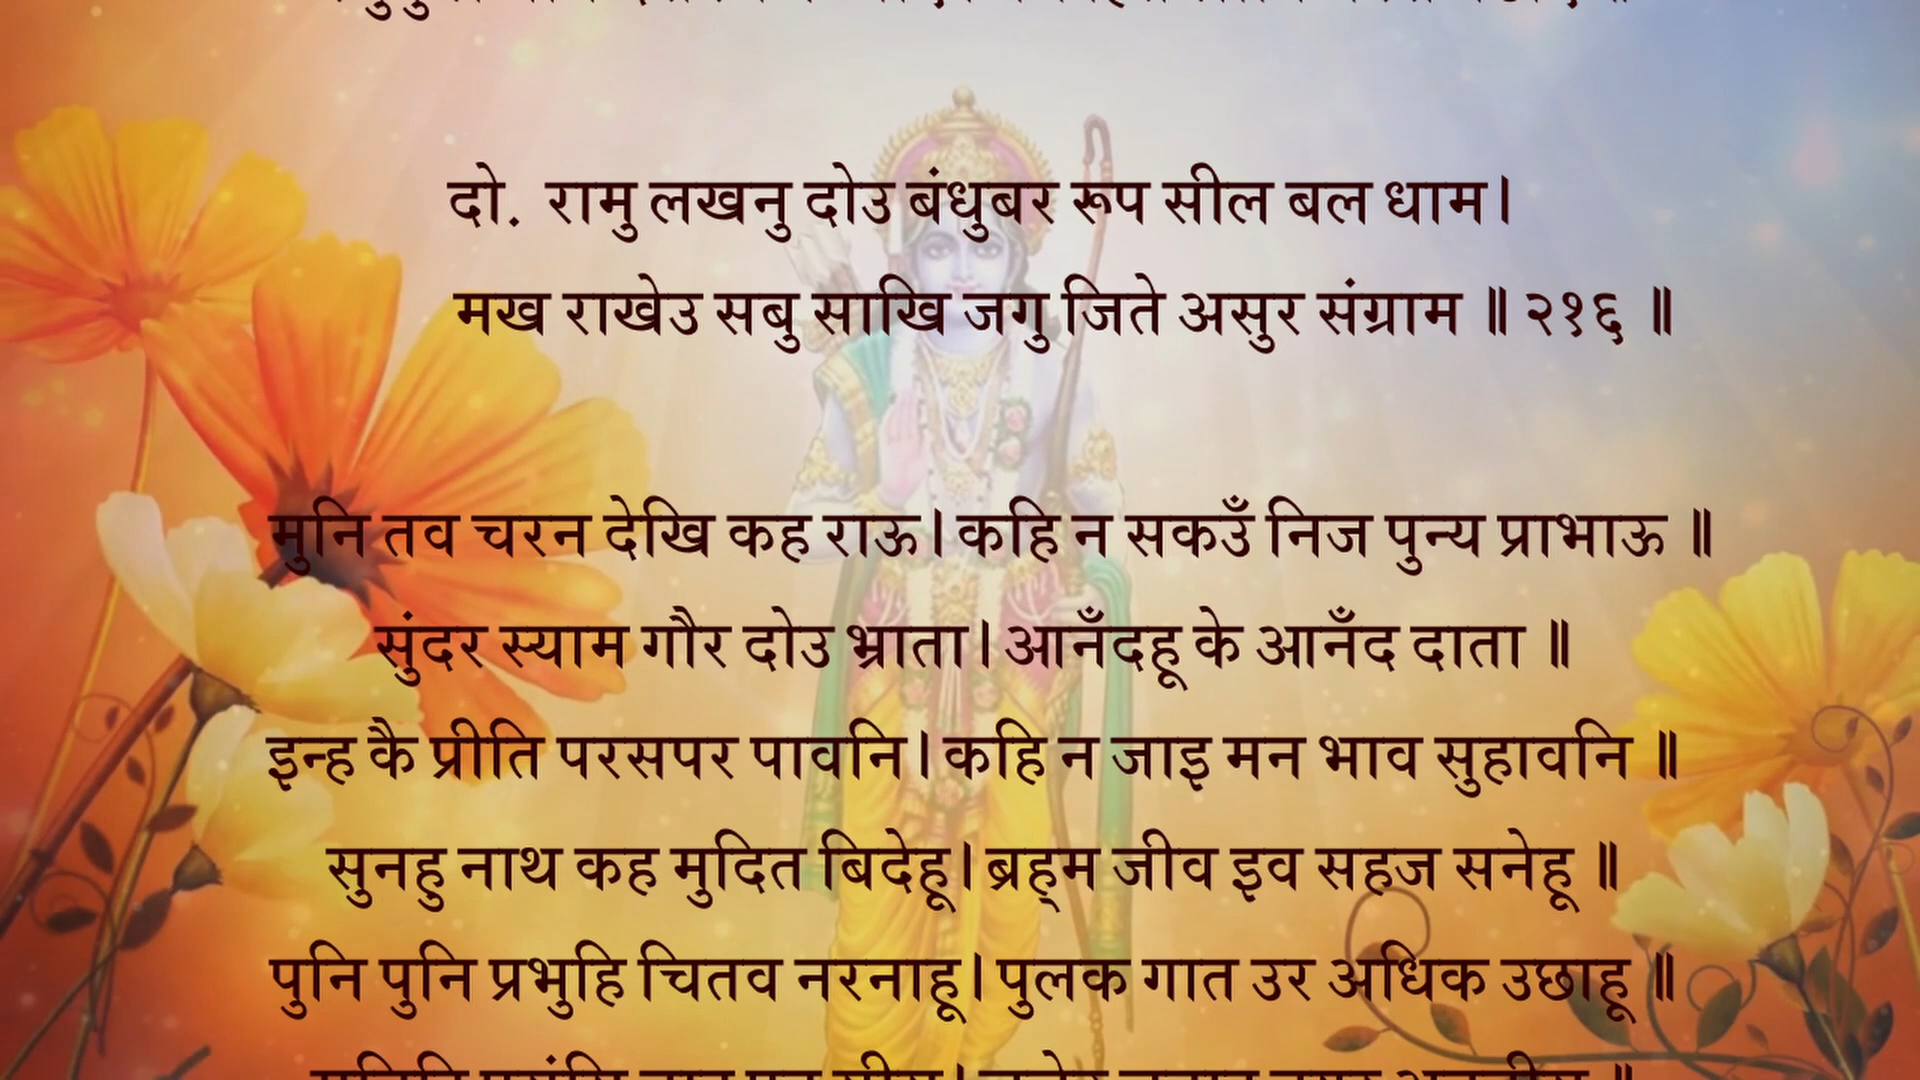 दो. रामु लखनु दोउ बंधुबर रूप सील बल धाम।
मख राखेउ सबु साखि जगु जिते असुर संग्राम ॥ २१६ ॥
मुनि तव चरन देखि कह राऊ। कहि न सकउँ निज पुन्य प्राभाऊ ॥
सुंदर स्याम गौर दोउ भ्राता। आनँदहू के आनँद दाता ॥
इन्ह कै प्रीति परसपर पावनि। कहि न जाइ मन भाव सुहावनि ॥
सुनहु नाथ कह मुदित बिदेहू। ब्रह्म जीव इव सहज सनेहू ॥
पुनि पुनि प्रभुहि चितव नरनाहू। पुलक गात उर अधिक उछाहू ॥